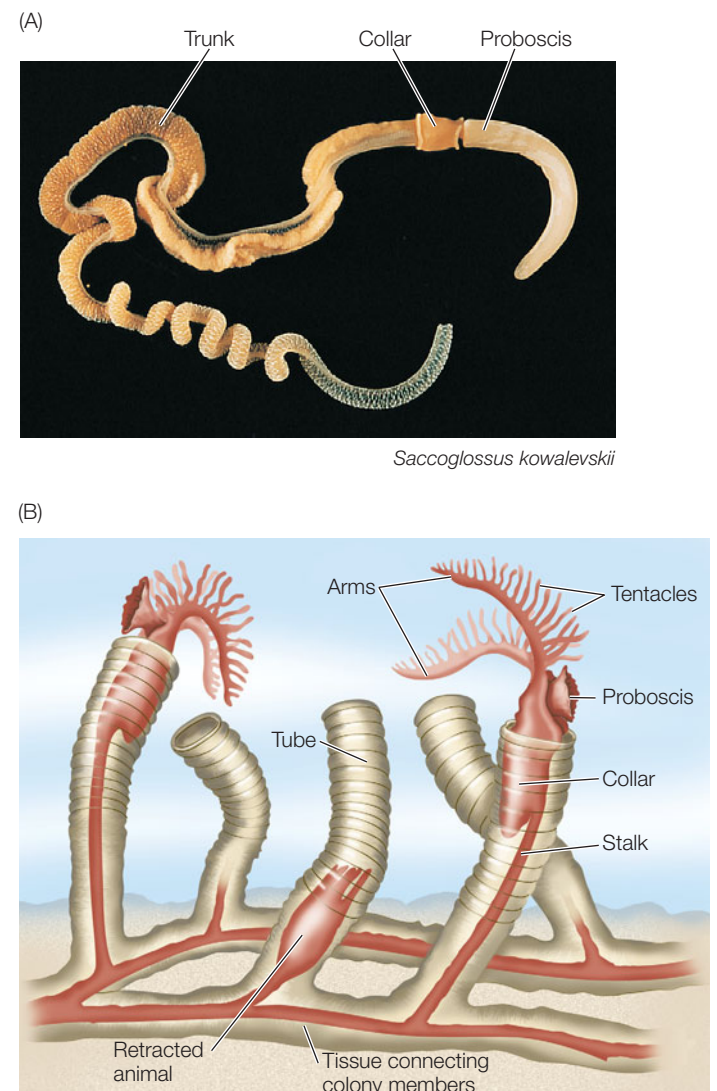 (A)
Trunk
Collar
Proboscis
Saccoglossus kowalevskii
(B)
Arms
Tentacles
Proboscis
Tube
Collar
Stalk
Retracted
animal
Tissue connecting
colony members